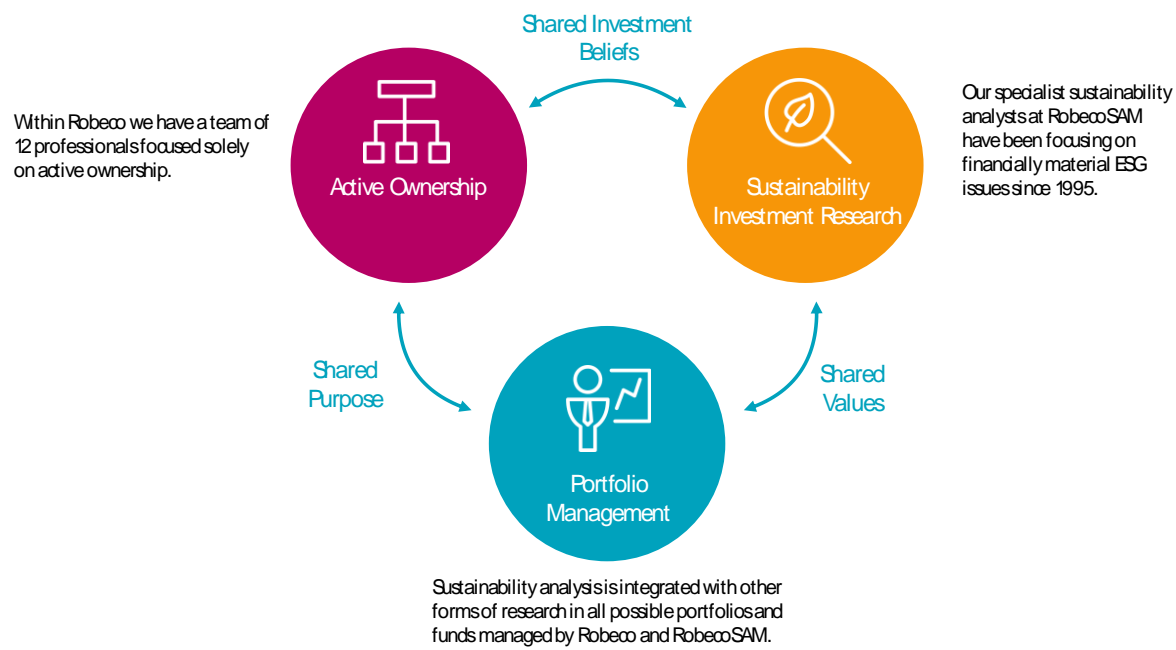 Shared Investment
Beliefs
Within Robeco we have a team of
12 professionals focused solely
on active ownership.
Active Ownership
Sustainability
Investment Research
Our specialist sustainability
analysts at RobecoSAM
have been focusing on
financially material ESG
issues since 1995.
Shared
Purpose
Shared
Values
Portfolio
Management
Sustainability analysis is integrated with other
forms of research in all possible portfolios and
funds managed by Robeco and RobecoSAM.